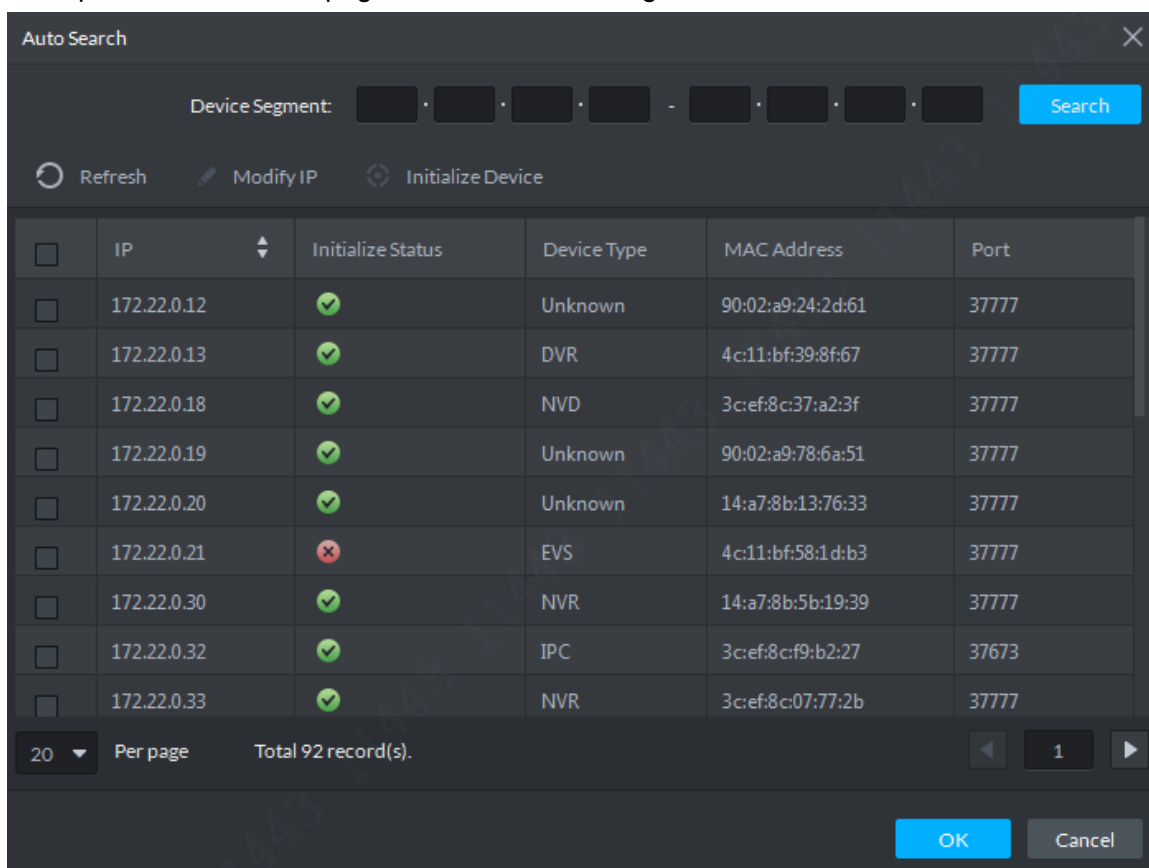 Auto Search
Device Segment: . . . - . . . Search
Refresh Modify IP Initialize Device
IP Initialize Status Device Type MAC Address Port
172.22.0.12 Unknown 90:02:a9:24:2d:61 37777
172.22.0.13 DVR 4c:11:bf:39:8f:67 37777
172.22.0.18 NVD 3c:ef:8c:37:a2:3f 37777
172.22.0.19 Unknown 90:02:a9:78:6a:51 37777
172.22.0.20 Unknown 14:a7:8b:13:76:33 37777
172.22.0.21 EVS 4c:11:bf:58:1d:b3 37777
172.22.0.30 NVR 14:a7:8b:5b:19:39 37777
172.22.0.32 IPC 3c:ef:8c:f9:b2:27 37673
172.22.0.33 NVR 3c:ef:8c:07:77:2b 37777
20 Per page Total 92 record(s). 1
OK Cancel